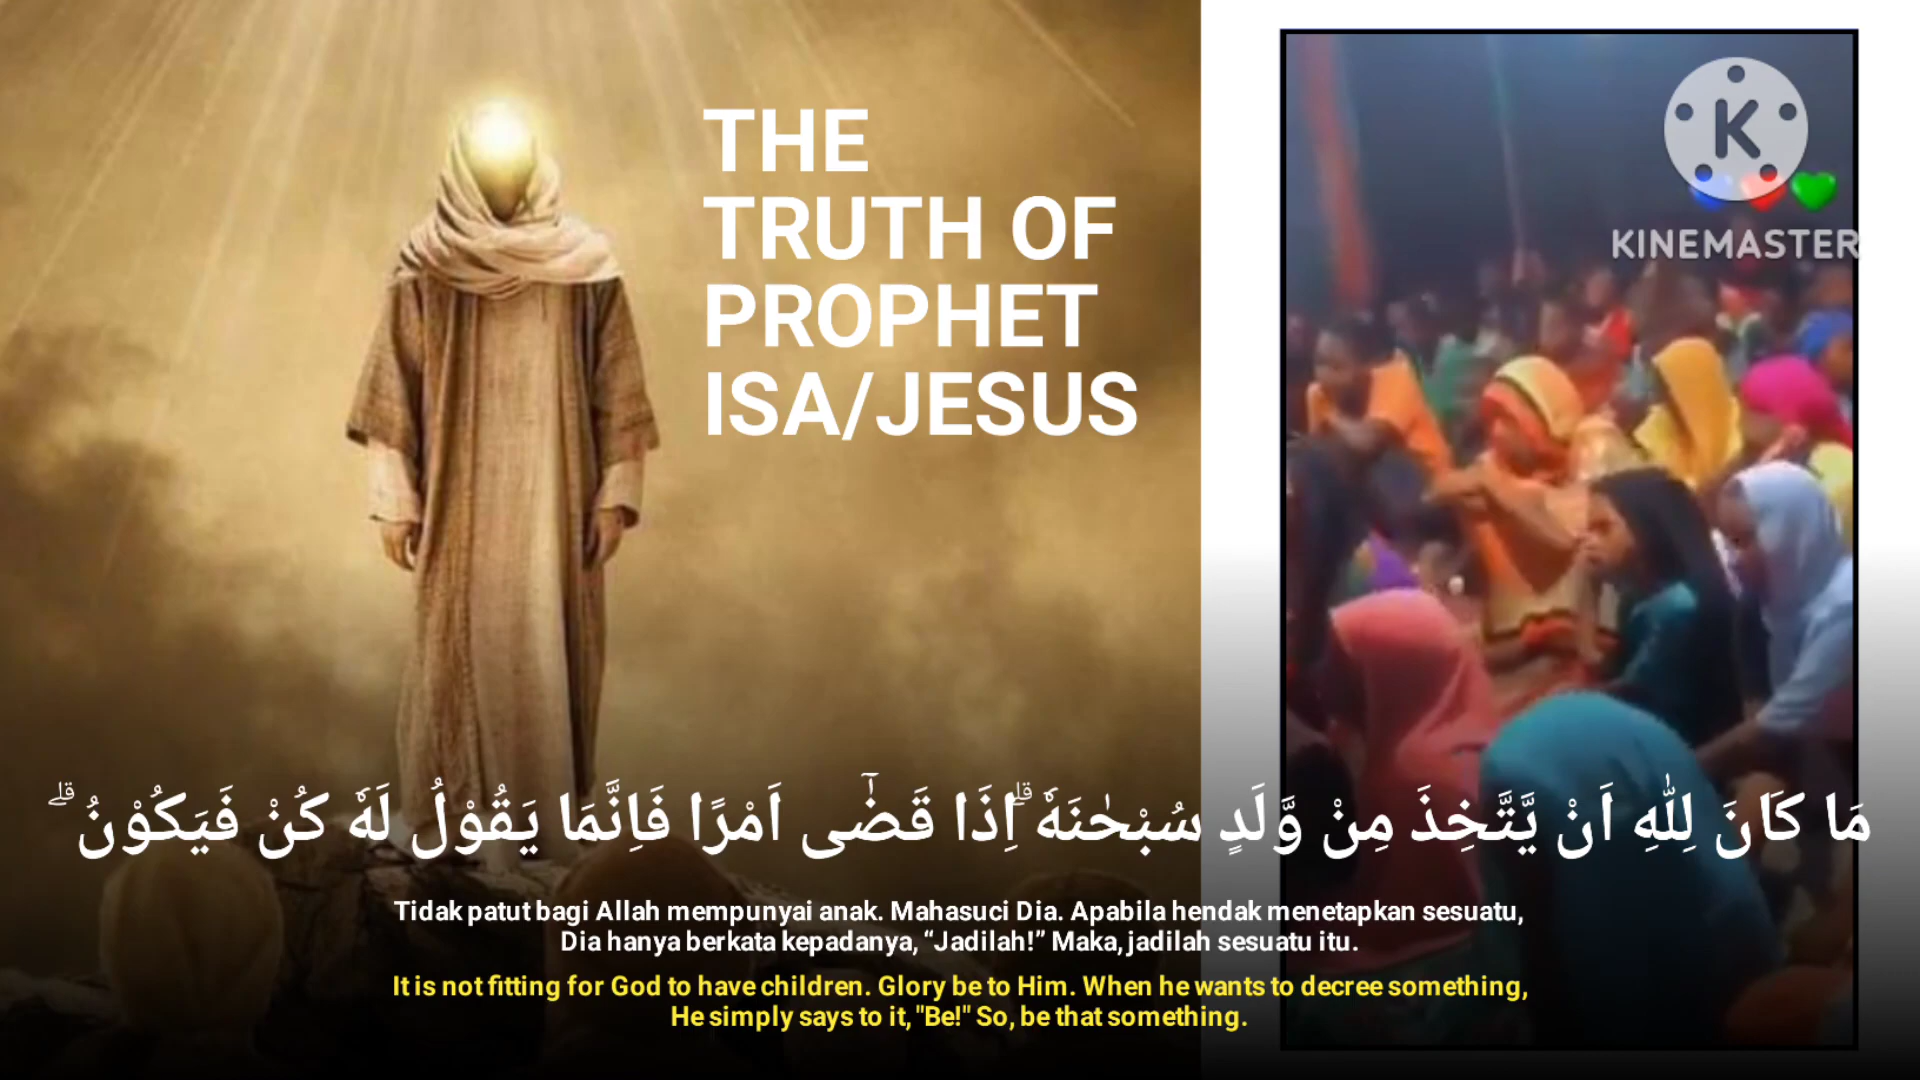 THE
TRUTH OF
PROPHET
ISA/JESUS
K
KINEMASTER
مَا كَانَ لِلّٰهِ اَنْ يَّتَّخِذَ مِنْ وَّلَدٍ سُبْحٰنَهٗ ۗاِذَا قَضٰٓى اَمْرًا فَاِنَّمَا يَقُوْلُ لَهٗ كُنْ فَيَكُوْنُ ۗ
Tidak patut bagi Allah mempunyai anak. Mahasuci Dia. Apabila hendak menetapkan sesuatu,
Dia hanya berkata kepadanya, “Jadilah!” Maka, jadilah sesuatu itu.
It is not fitting for God to have children. Glory be to Him. When he wants to decree something,
He simply says to it, "Be!" So, be that something.